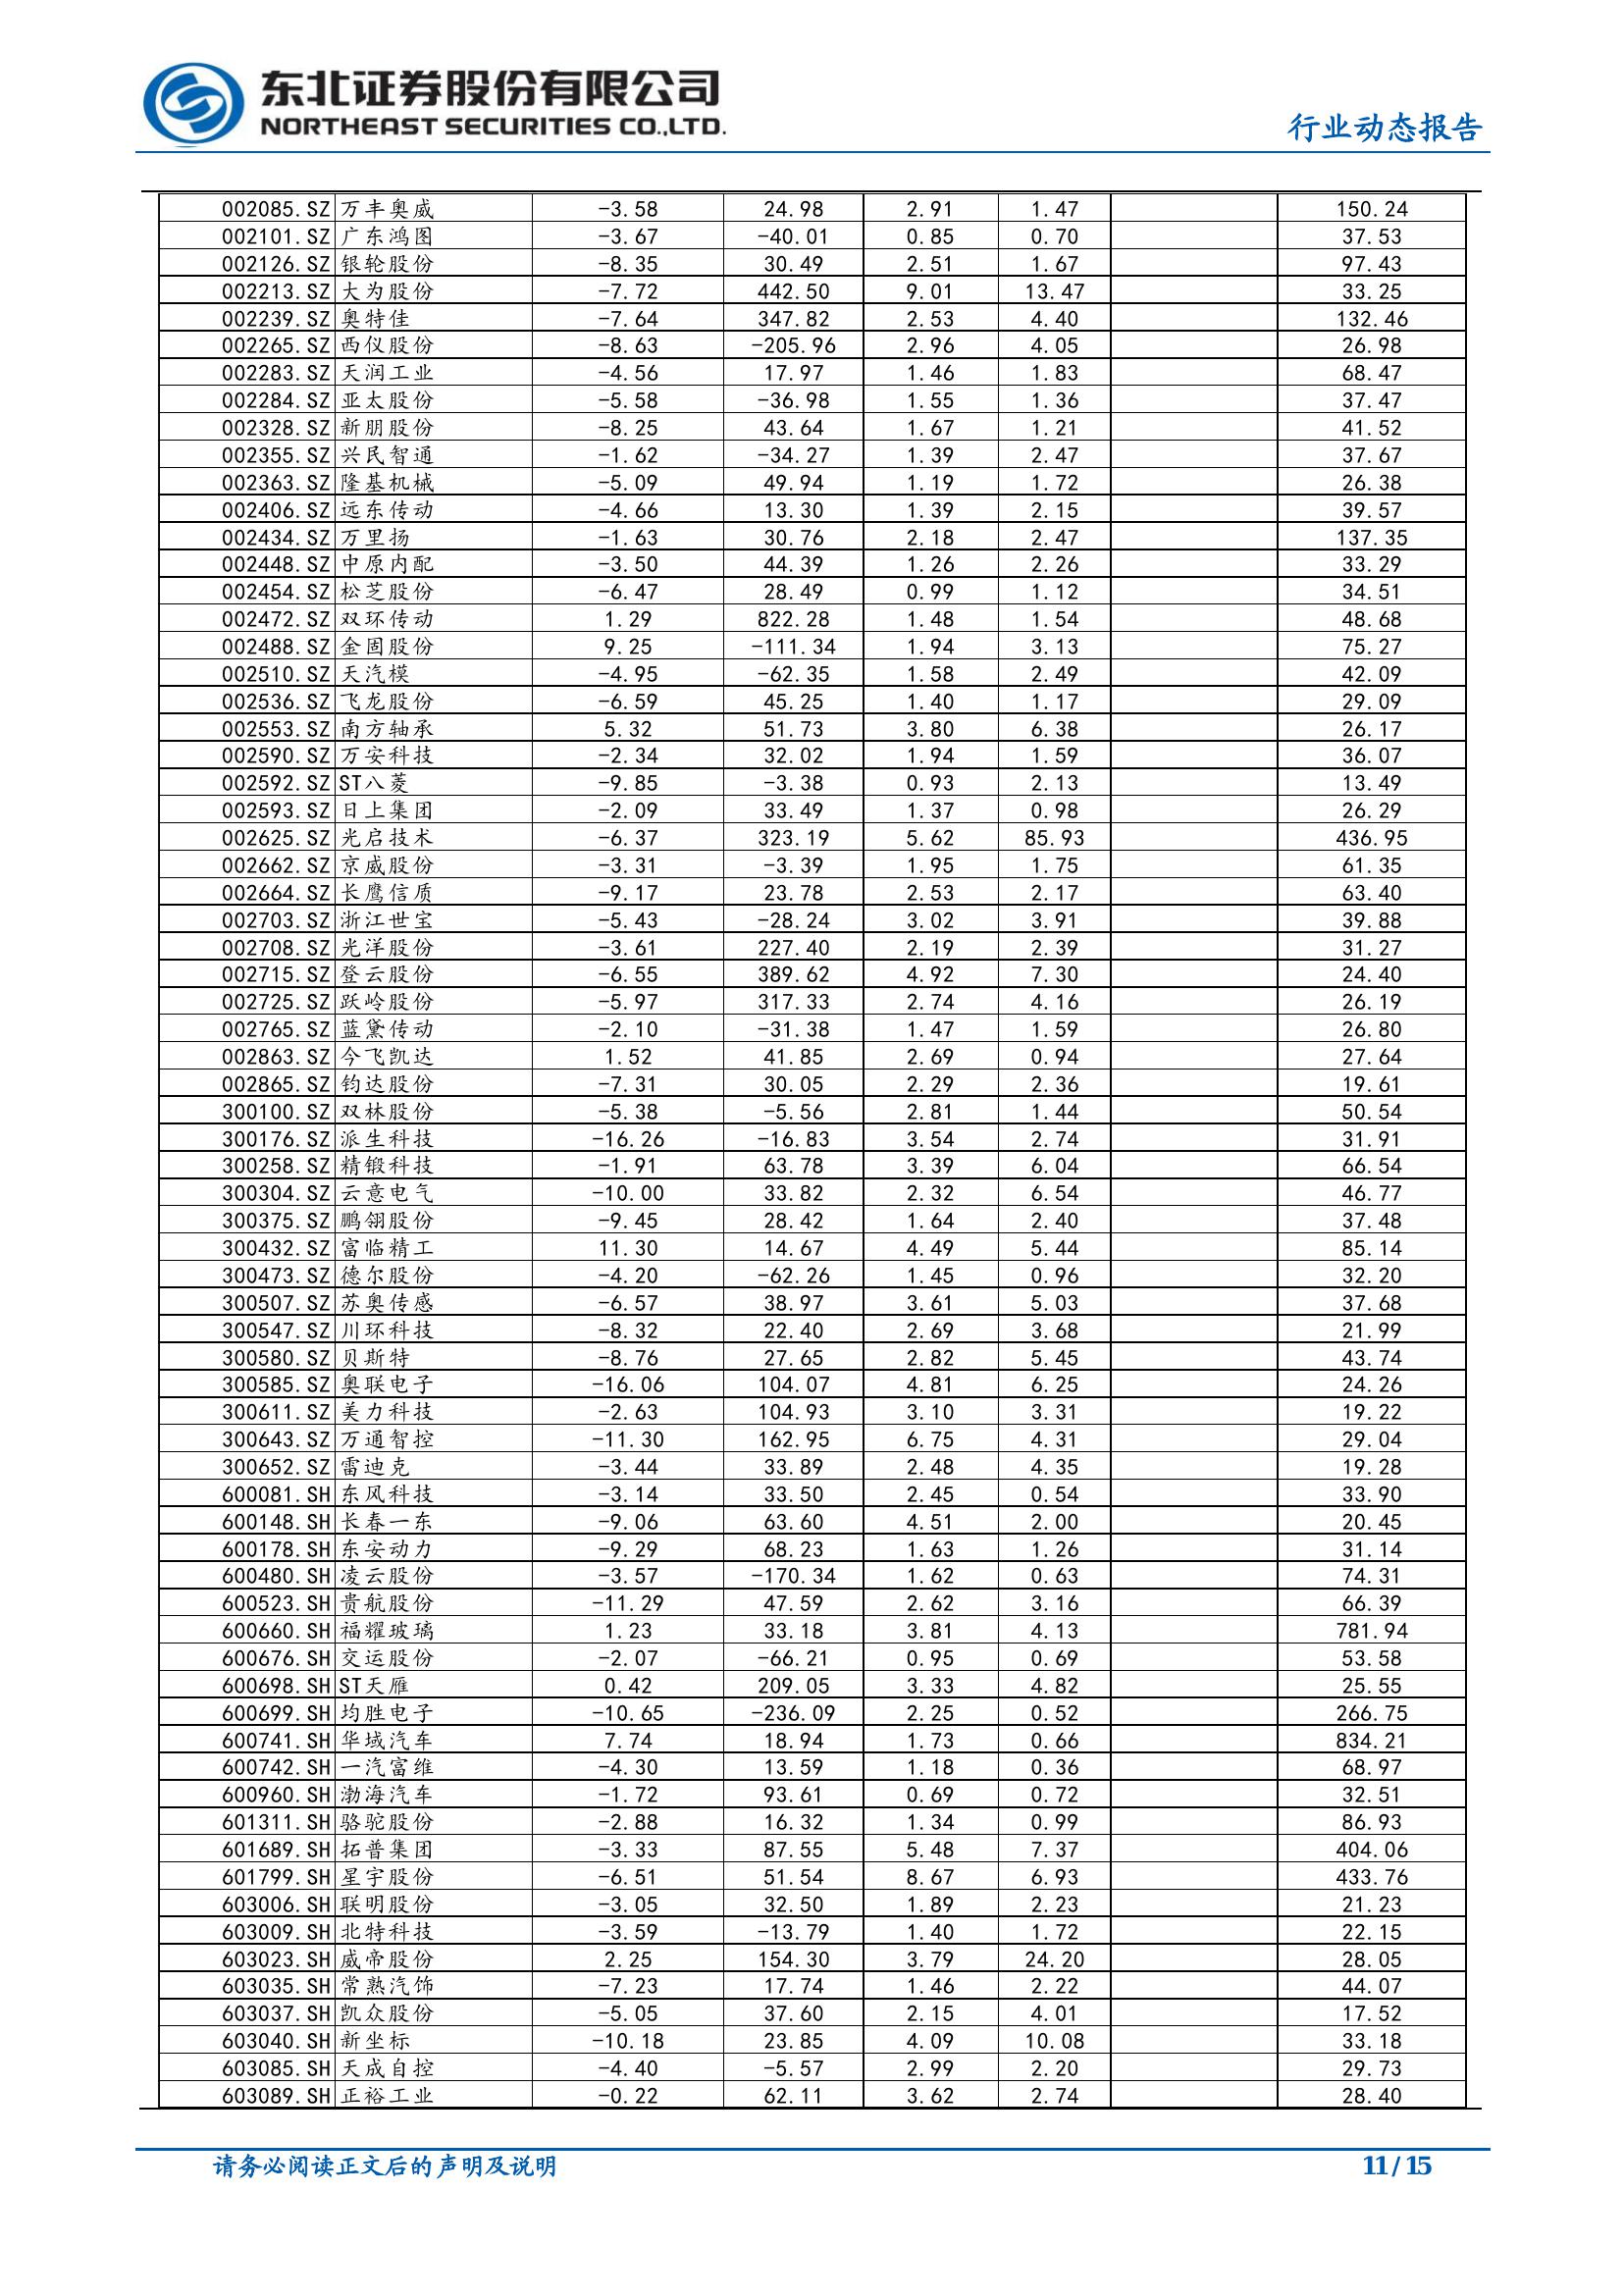 东北证券股份有限公司
NORTHEAST SECURITIES CO.,LTD.
行业动态报告
002085.SZ 万丰奥威 -3.58 24.98 2.91 1.47 150.24
002101.SZ 广东鸿图 -3.67 -40.01 0.85 0.70 37.53
002126.SZ 银轮股份 -8.35 30.49 2.51 1.67 97.43
002213.SZ 大为股份 -7.72 442.50 9.01 13.47 33.25
002239.SZ 奥特佳 -7.64 347.82 2.53 4.40 132.46
002265.SZ 西仪股份 -8.63 -205.96 2.96 4.05 26.98
002283.SZ 天润工业 -4.56 17.97 1.46 1.83 68.47
002284.SZ 亚太股份 -5.58 -36.98 1.55 1.36 37.47
002328.SZ 新朋股份 -8.25 43.64 1.67 1.21 41.52
002355.SZ 兴民智通 -1.62 -34.27 1.39 2.47 37.67
002363.SZ 隆基机械 -5.09 49.94 1.19 1.72 26.38
002406.SZ 远东传动 -4.66 13.30 1.39 2.15 39.57
002434.SZ 万里扬 -1.63 30.76 2.18 2.47 137.35
002448.SZ 中原内配 -3.50 44.39 1.26 2.26 33.29
002454.SZ 松芝股份 -6.47 28.49 0.99 1.12 34.51
002472.SZ 双环传动 1.29 822.28 1.48 1.54 48.68
002488.SZ 金固股份 9.25 -111.34 1.94 3.13 75.27
002510.SZ 天汽模 -4.95 -62.35 1.58 2.49 42.09
002536.SZ 飞龙股份 -6.59 45.25 1.40 1.17 29.09
002553.SZ 南方轴承 5.32 51.73 3.80 6.38 26.17
002590.SZ 万安科技 -2.34 32.02 1.94 1.59 36.07
002592.SZ ST八菱 -9.85 -3.38 0.93 2.13 13.49
002593.SZ 日上集团 -2.09 33.49 1.37 0.98 26.29
002625.SZ 光启技术 -6.37 323.19 5.62 85.93 436.95
002662.SZ 京威股份 -3.31 -3.39 1.95 1.75 61.35
002664.SZ 长鹰信质 -9.17 23.78 2.53 2.17 63.40
002703.SZ 浙江世宝 -5.43 -28.24 3.02 3.91 39.88
002708.SZ 光洋股份 -3.61 227.40 2.19 2.39 31.27
002715.SZ 登云股份 -6.55 389.62 4.92 7.30 24.40
002725.SZ 跃岭股份 -5.97 317.33 2.74 4.16 26.19
002765.SZ 蓝黛传动 -2.10 -31.38 1.47 1.59 26.80
002863.SZ 今飞凯达 1.52 41.85 2.69 0.94 27.64
002865.SZ 钧达股份 -7.31 30.05 2.29 2.36 19.61
300100.SZ 双林股份 -5.38 -5.56 2.81 1.44 50.54
300176.SZ 派生科技 -16.26 -16.83 3.54 2.74 31.91
300258.SZ 精锻科技 -1.91 63.78 3.39 6.04 66.54
300304.SZ 云意电气 -10.00 33.82 2.32 6.54 46.77
300375.SZ 鹏翎股份 -9.45 28.42 1.64 2.40 37.48
300432.SZ 富临精工 11.30 14.67 4.49 5.44 85.14
300473.SZ 德尔股份 -4.20 -62.26 1.45 0.96 32.20
300507.SZ 苏奥传感 -6.57 38.97 3.61 5.03 37.68
300547.SZ 川环科技 -8.32 22.40 2.69 3.68 21.99
300580.SZ 贝斯特 -8.76 27.65 2.82 5.45 43.74
300585.SZ 奥联电子 -16.06 104.07 4.81 6.25 24.26
300611.SZ 美力科技 -2.63 104.93 3.10 3.31 19.22
300643.SZ 万通智控 -11.30 162.95 6.75 4.31 29.04
300652.SZ 雷迪克 -3.44 33.89 2.48 4.35 19.28
600081.SH 东风科技 -3.14 33.50 2.45 0.54 33.90
600148.SH 长春一东 -9.06 63.60 4.51 2.00 20.45
600178.SH 东安动力 -9.29 68.23 1.63 1.26 31.14
600480.SH 凌云股份 -3.57 -170.34 1.62 0.63 74.31
600523.SH 贵航股份 -11.29 47.59 2.62 3.16 66.39
600660.SH 福耀玻璃 1.23 33.18 3.81 4.13 781.94
600676.SH 交运股份 -2.07 -66.21 0.95 0.69 53.58
600698.SH ST天雁 0.42 209.05 3.33 4.82 25.55
600699.SH 均胜电子 -10.65 -236.09 2.25 0.52 266.75
600741.SH 华域汽车 7.74 18.94 1.73 0.66 834.21
600742.SH 一汽富维 -4.30 13.59 1.18 0.36 68.97
600960.SH 渤海汽车 -1.72 93.61 0.69 0.72 32.51
601311.SH 骆驼股份 -2.88 16.32 1.34 0.99 86.93
601689.SH 拓普集团 -3.33 87.55 5.48 7.37 404.06
601799.SH 星宇股份 -6.51 51.54 8.67 6.93 433.76
603006.SH 联明股份 -3.05 32.50 1.89 2.23 21.23
603009.SH 北特科技 -3.59 -13.79 1.40 1.72 22.15
603023.SH 威帝股份 2.25 154.30 3.79 24.20 28.05
603035.SH 常熟汽饰 -7.23 17.74 1.46 2.22 44.07
603037.SH 凯众股份 -5.05 37.60 2.15 4.01 17.52
603040.SH 新坐标 -10.18 23.85 4.09 10.08 33.18
603085.SH 天成自控 -4.40 -5.57 2.99 2.20 29.73
603089.SH 正裕工业 -0.22 62.11 3.62 2.74 28.40
请务必阅读正文后的声明及说明 11 / 15